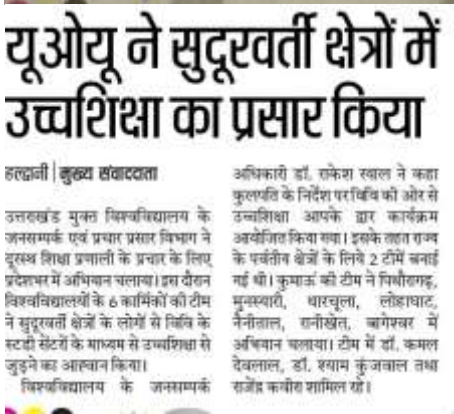 यूओयू ने सुदूरवर्ती क्षेत्रों में
उच्चशिक्षा का प्रसार किया
हल्द्वानी | मुख्य संवाददाता
उत्तराखंड मुक्त विश्वविद्यालय के
जनसम्पर्क एवं प्रचार प्रसार विभाग ने
दूरस्थ शिक्षा प्रणाली के प्रचार के लिए
प्रदेशभर में अभियान चलाया। इस दौरान
विश्वविद्यालयों के 6 कार्मिकों की टीम
ने सुदूरवर्ती क्षेत्रों के लोगों से विवि के
स्टडी सेंटरों के माध्यम से उच्चशिक्षा से
जुड़ने का आह्वान किया।
विश्वविद्यालय के जनसम्पर्क
अधिकारी डॉ. राकेश रयाल ने कहा
कुलपति के निर्देश पर विवि की ओर से
उच्चशिक्षा आपके द्वार कार्यक्रम
आयोजित किया गया। इसके तहत राज्य
के पर्वतीय क्षेत्रों के लिये 2 टीमें बनाई
गई थी। कुमाऊं की टीम ने पिथौरागढ़,
मुनस्यारी, धारचूला, लोहाघाट,
नैनीताल, रानीखेत, बागेश्वर में
अभियान चलाया। टीम में डॉ. कमल
देवलाल, डॉ. श्याम कुंजवाल तथा
राजेंद्र क्वीरा शामिल रहे।